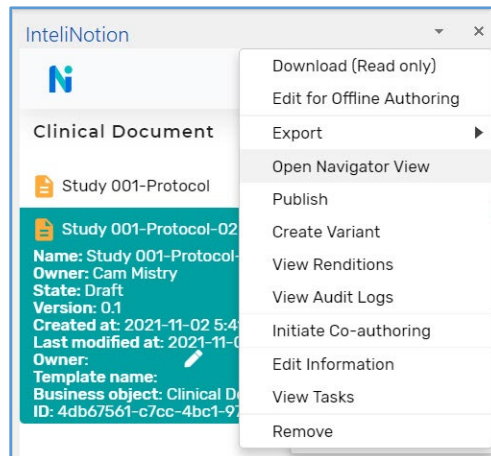 InteliNotion
Clinical Document
Study 001-Protocol
Study 001-Protocol-02
Name: Study 001-Protocol-
Owner: Cam Mistry
State: Draft
Version: 0.1
Created at: 2021-11-02 5:4
Last modified at: 2021-11-0
Owner:
Template name:
Business object: Clinical D
ID: 4db67561-c7cc-4bc1-97
Download (Read only)
Edit for Offline Authoring
Export
Open Navigator View
Publish
Create Variant
View Renditions
View Audit Logs
Initiate Co-authoring
Edit Information
View Tasks
Remove